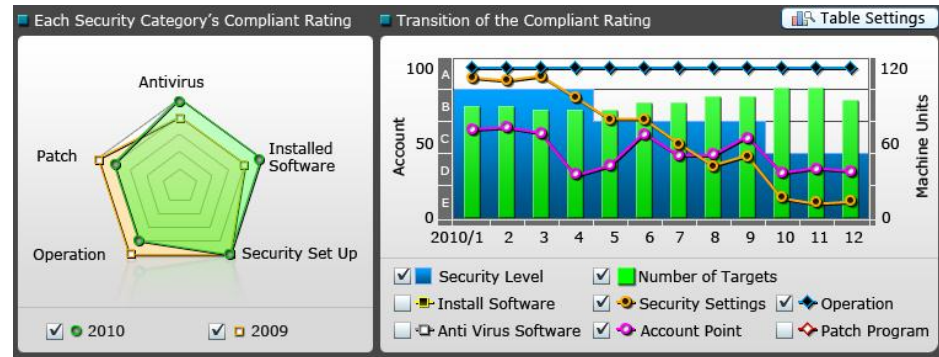 Each Security Category's Compliant Rating
Transition of the Compliant Rating
Table Settings
Antivirus
Installed
Software
Security Set Up
Operation
Patch
2010
2009
100
50
0
Account
A
B
C
D
E
120
60
0
Machine Units
2010/1 2 3 4 5 6 7 8 9 10 11 12
Security Level
Number of Targets
Install Software
Security Settings
Operation
Anti Virus Software
Account Point
Patch Program